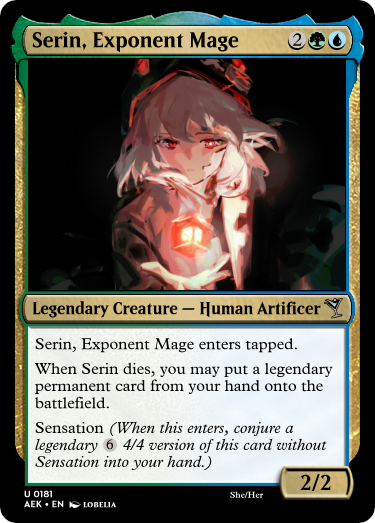 Serin, Exponent Mage 2
Legendary Creature — Human Artificer
Serin, Exponent Mage enters tapped.
When Serin dies, you may put a legendary
permanent card from your hand onto the
battlefield.
Sensation (When this enters, conjure a
legendary 6 4/4 version of this card without
Sensation into your hand.)
2/2
U 0181
She/Her
AEK • EN LOBELIA